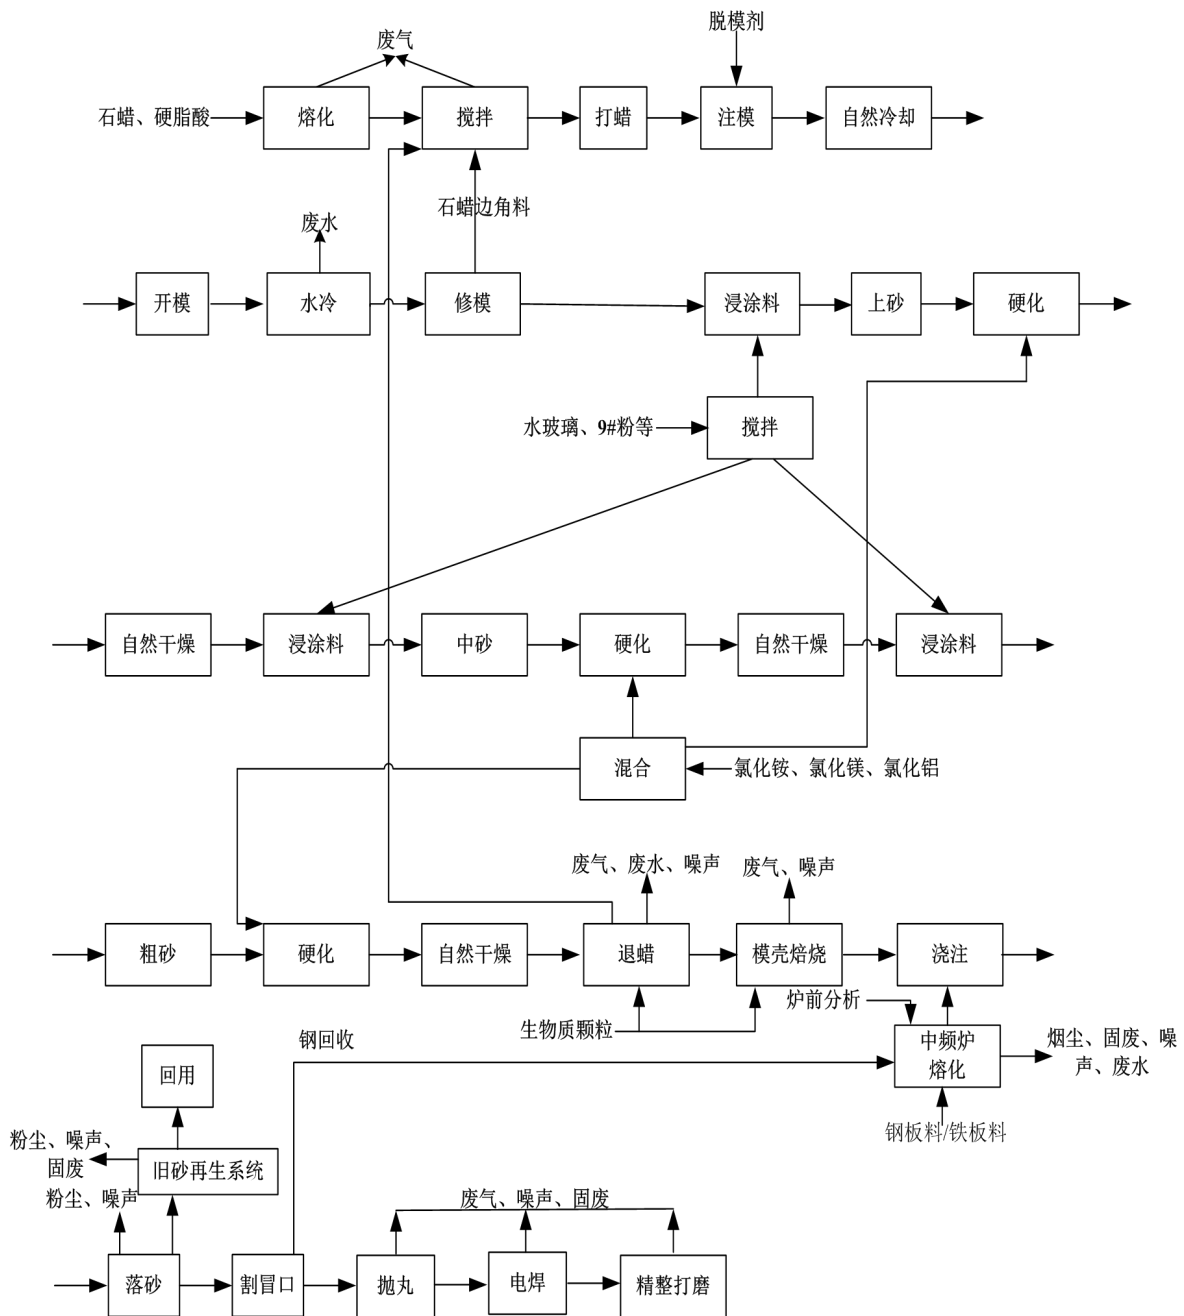 脱模剂
废气
石蜡、硬脂酸
熔化
搅拌
打蜡
注模
自然冷却
石蜡边角料
废水
开模
水冷
修模
浸涂料
上砂
硬化
水玻璃、9#粉等
搅拌
自然干燥
浸涂料
中砂
硬化
自然干燥
浸涂料
混合
氯化铵、氯化镁、氯化铝
废气、废水、噪声
废气、噪声
粗砂
硬化
自然干燥
退蜡
模壳焙烧
浇注
炉前分析
生物质颗粒
钢回收
中频炉
熔化
烟尘、固废、噪
声、废水
回用
钢板料/铁板料
粉尘、噪声、
固废
旧砂再生系统
粉尘、噪声
废气、噪声、固废
落砂
割冒口
抛丸
电焊
精整打磨